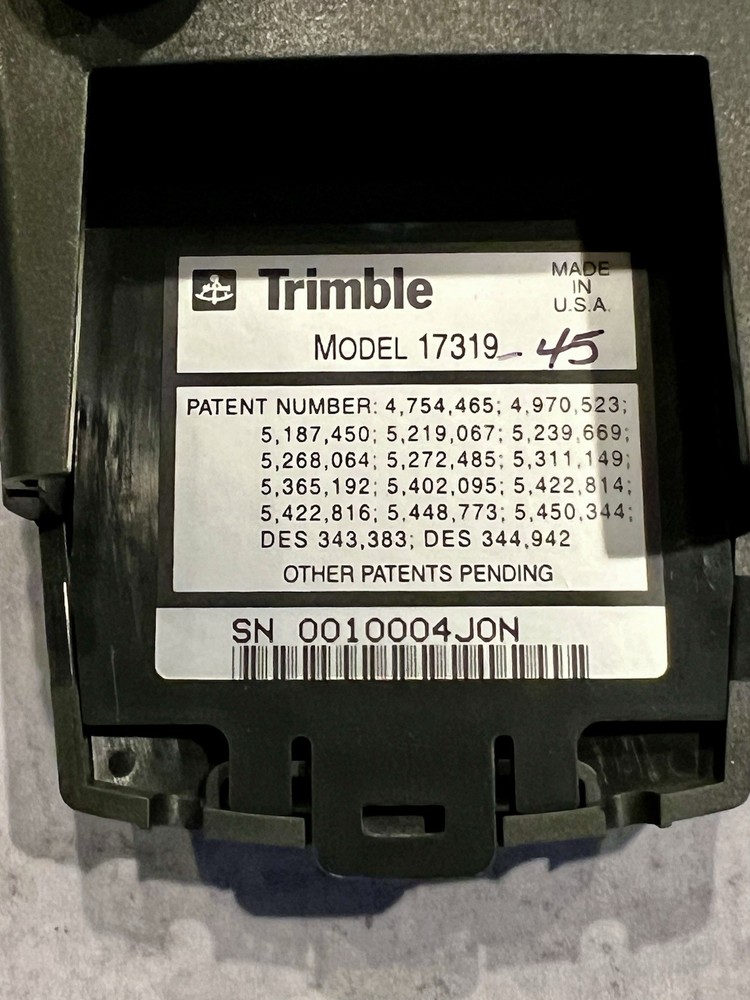 Trimble
MADE
IN
U.S.A.
MODEL 17319-45
PATENT NUMBER: 4,754,465; 4,970,523;
5,187,450; 5,219,067; 5,239,669;
5,268,064; 5,272,485; 5,311,149;
5,365,192; 5,402,095; 5,422,814;
5,422,816; 5,448,773; 5,450,344;
DES 343,383; DES 344,942
OTHER PATENTS PENDING
SN 0010004J0N